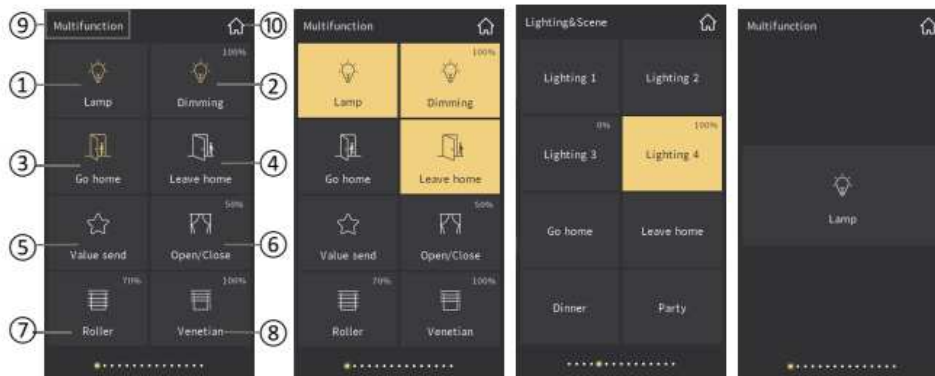 ⑨ Multifunction ⑩
100%
① Lamp Dimming ②
③ Go home Leave home ④
50%
⑤ Value send Open/Close ⑥
70% 100%
⑦ Roller Venetian ⑧
Multifunction
100%
Lamp Dimming
Go home Leave home
50%
Value send Open/Close
70% 100%
Roller Venetian
Lighting&Scene
Lighting 1 Lighting 2
0% 100%
Lighting 3 Lighting 4
Go home Leave home
Dinner Party
Multifunction
Lamp